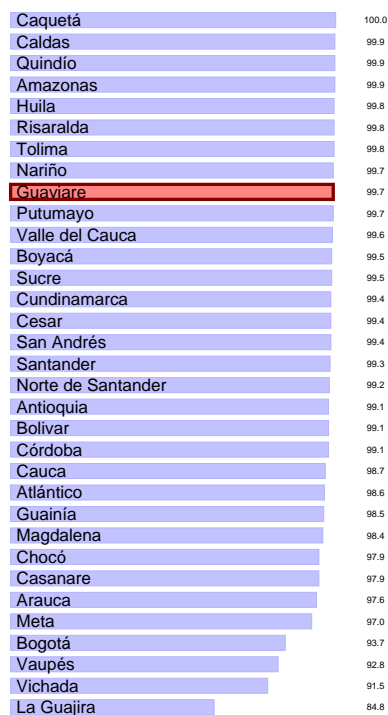 Caquetá 100.0
Caldas 99.9
Quindío 99.9
Amazonas 99.9
Huila 99.8
Risaralda 99.8
Tolima 99.8
Nariño 99.7
Guaviare 99.7
Putumayo 99.7
Valle del Cauca 99.6
Boyacá 99.5
Sucre 99.5
Cundinamarca 99.4
Cesar 99.4
San Andrés 99.4
Santander 99.3
Norte de Santander 99.2
Antioquia 99.1
Bolivar 99.1
Córdoba 99.1
Cauca 98.7
Atlántico 98.6
Guainía 98.5
Magdalena 98.4
Chocó 97.9
Casanare 97.9
Arauca 97.6
Meta 97.0
Bogotá 93.7
Vaupés 92.8
Vichada 91.5
La Guajira 84.8